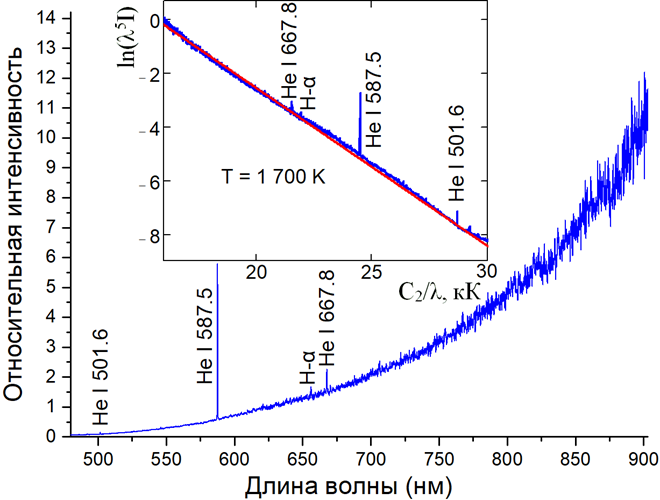 Относительная интенсивность
14
13
12
11
10
9
8
7
6
5
4
3
2
1
0
500
550
600
650
700
750
800
850
900
Длина волны (нм)
He I 501.6
He I 587.5
H-α
He I 667.8
ln(λ⁵I)
0
−2
−4
−6
−8
20
25
30
C₂/λ, кК
He I 667.8
H-α
He I 587.5
He I 501.6
T = 1 700 K